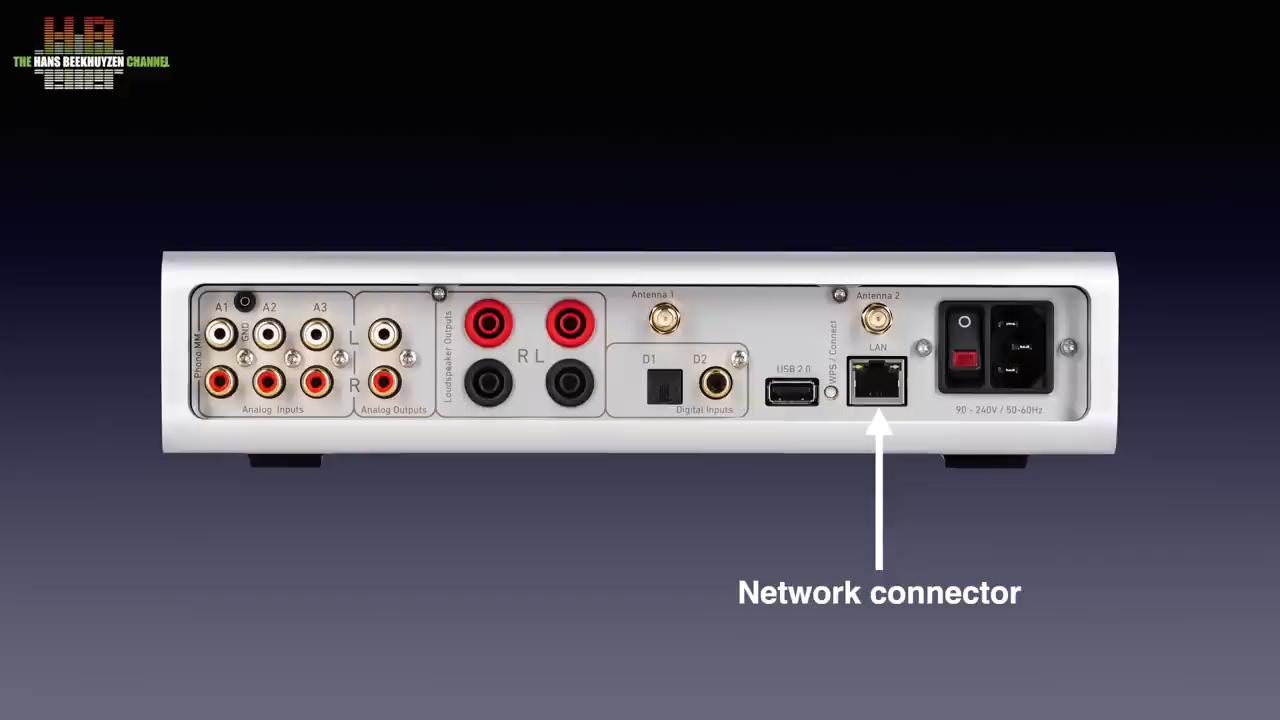 THE HANS BEEKHUYZEN CHANNEL
A1
A2
A3
GND
Phono MM
L
R
Analog Inputs
Analog Outputs
Loudspeaker Outputs
R L
Antenna 1
D1
D2
Digital Inputs
USB 2.0
WPS / Connect
Antenna 2
LAN
90 - 240V / 50-60Hz
Network connector